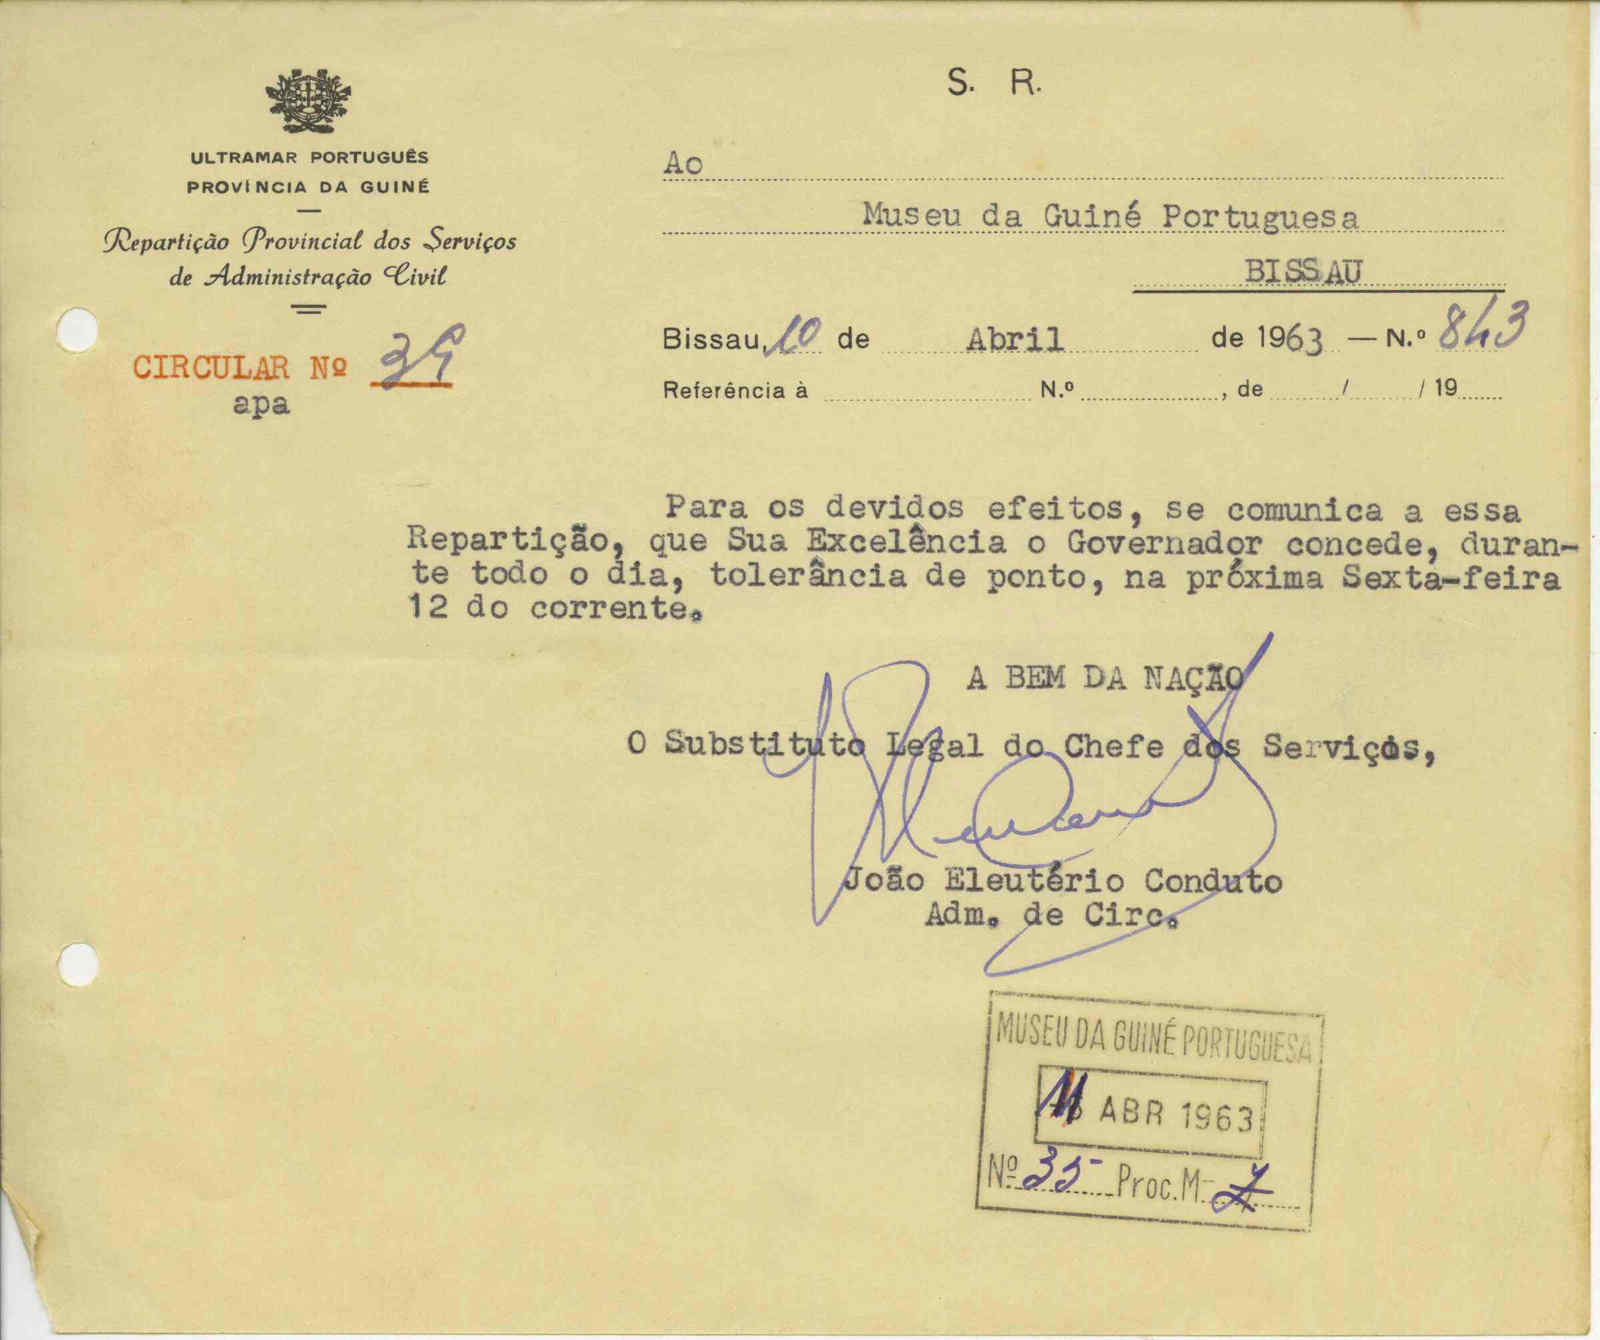 S. R.
ULTRAMAR PORTUGUÊS
PROVÍNCIA DA GUINÉ
Repartição Provincial dos Serviços
de Administração Civil
CIRCULAR Nº 39
apa
Ao
Museu da Guiné Portuguesa
BISSAU
Bissau, 10 de Abril de 1963 — N.º 843
Referência à N.º , de / / 19
Para os devidos efeitos, se comunica a essa
Repartição, que Sua Excelência o Governador concede, duran-
te todo o dia, tolerância de ponto, na próxima Sexta-feira
12 do corrente.
A BEM DA NAÇÃO
O Substituto Legal do Chefe dos Serviços,
João Eleutério Conduto
Adm. de Circ.
MUSEU DA GUINÉ PORTUGUESA
11 ABR 1963
Nº 35 Proc. M-7